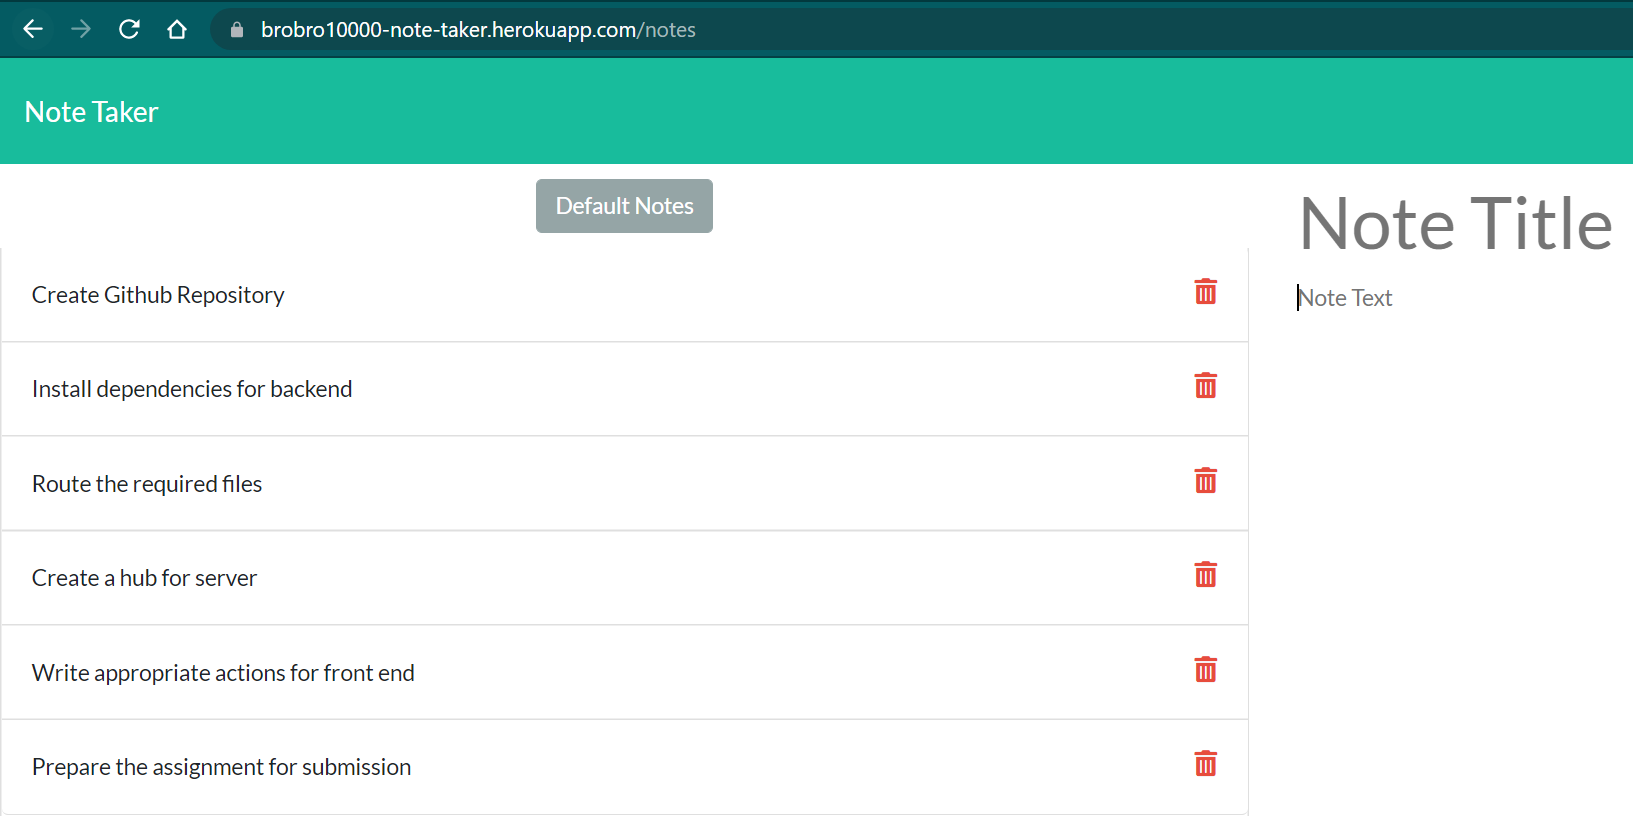 brobro10000-note-taker.herokuapp.com/notes
Note Taker
Default Notes
Create Github Repository
Install dependencies for backend
Route the required files
Create a hub for server
Write appropriate actions for front end
Prepare the assignment for submission
Note Title
Note Text